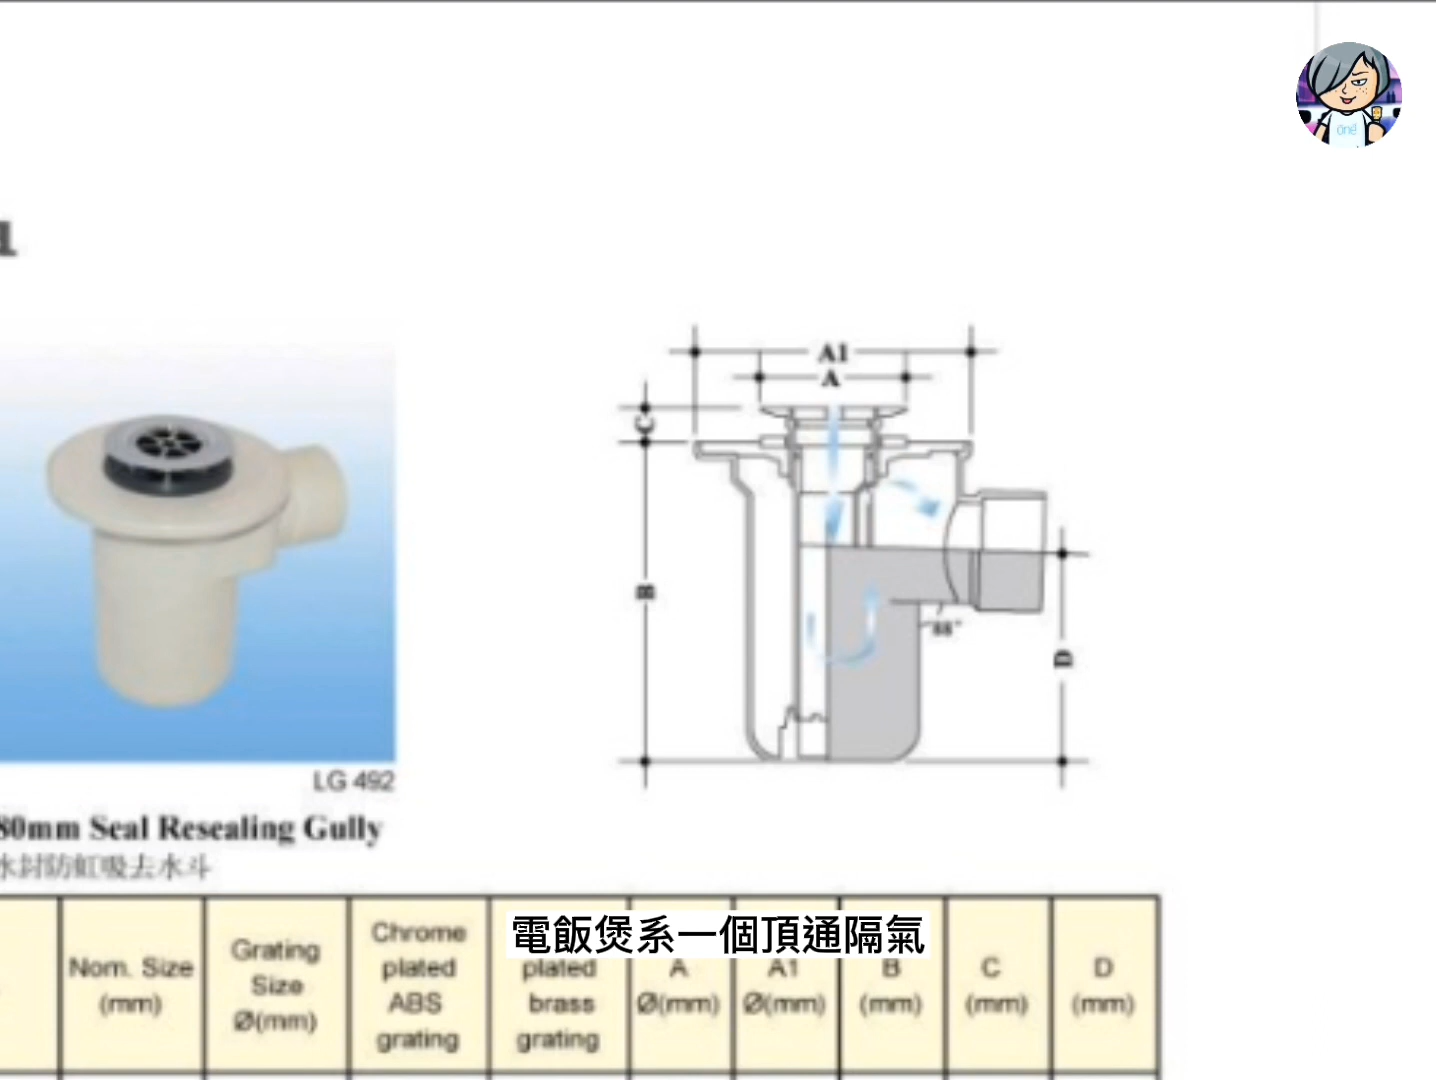 one
A1
A
C
B
88°
D
LG 492
80mm Seal Resealing Gully
水封防虹吸去水斗
電飯煲系一個頂通隔氣
Nom. Size
(mm)
Grating
Size
Ø(mm)
Chrome
plated
ABS
grating
plated
brass
grating
A
Ø(mm)
A1
Ø(mm)
B
(mm)
C
(mm)
D
(mm)